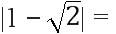 |1 − √2| =